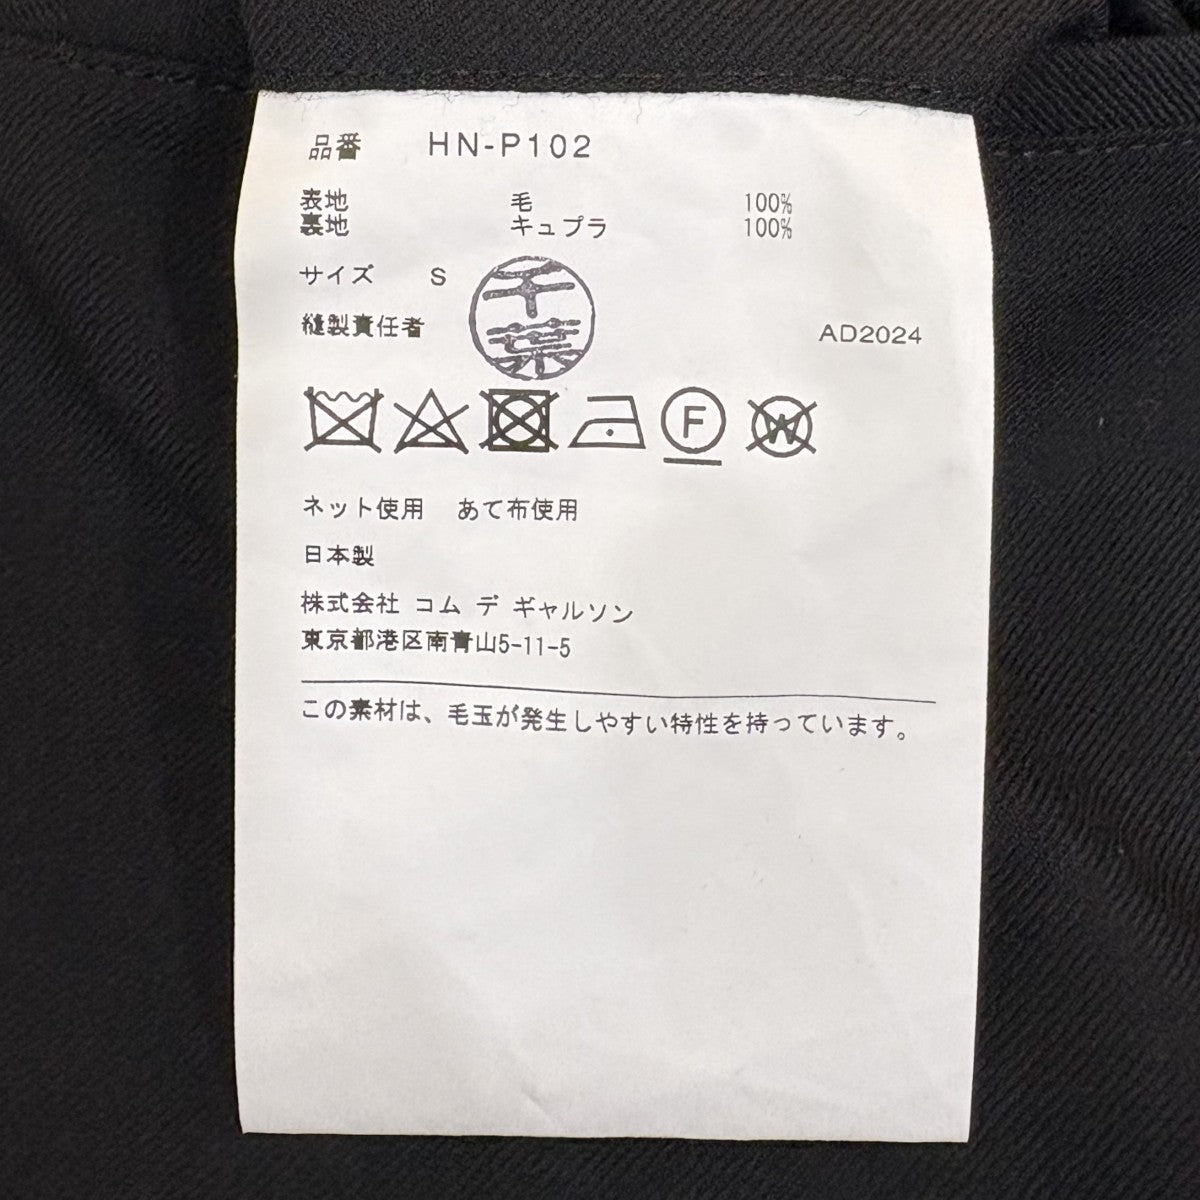 品番 HN-P102
表地 毛 100%
裏地 キュプラ 100%
サイズ S
千葉
縫製責任者 AD2024
F W
ネット使用 あて布使用
日本製
株式会社 コム デ ギャルソン
東京都港区南青山5-11-5
この素材は、毛玉が発生しやすい特性を持っています。